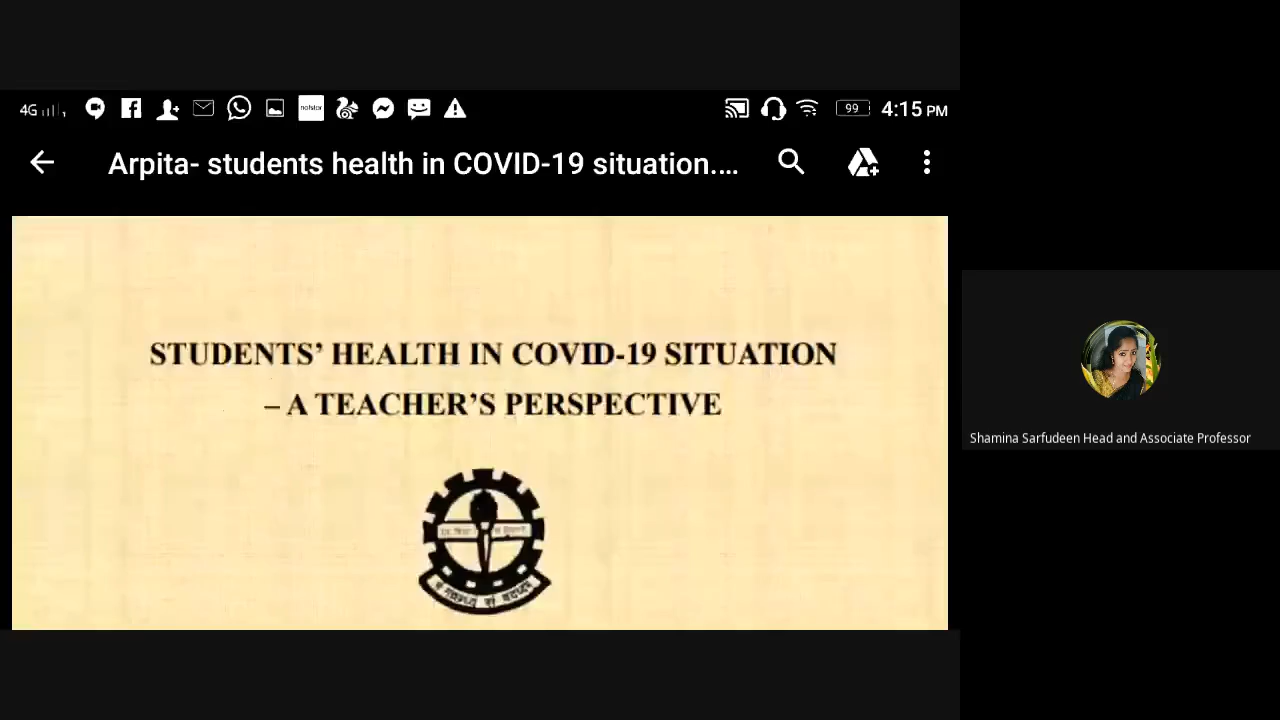 4G
hotstar
99
4:15 PM
Arpita- students health in COVID-19 situation....
STUDENTS’ HEALTH IN COVID-19 SITUATION
– A TEACHER’S PERSPECTIVE
Shamina Sarfudeen Head and Associate Professor